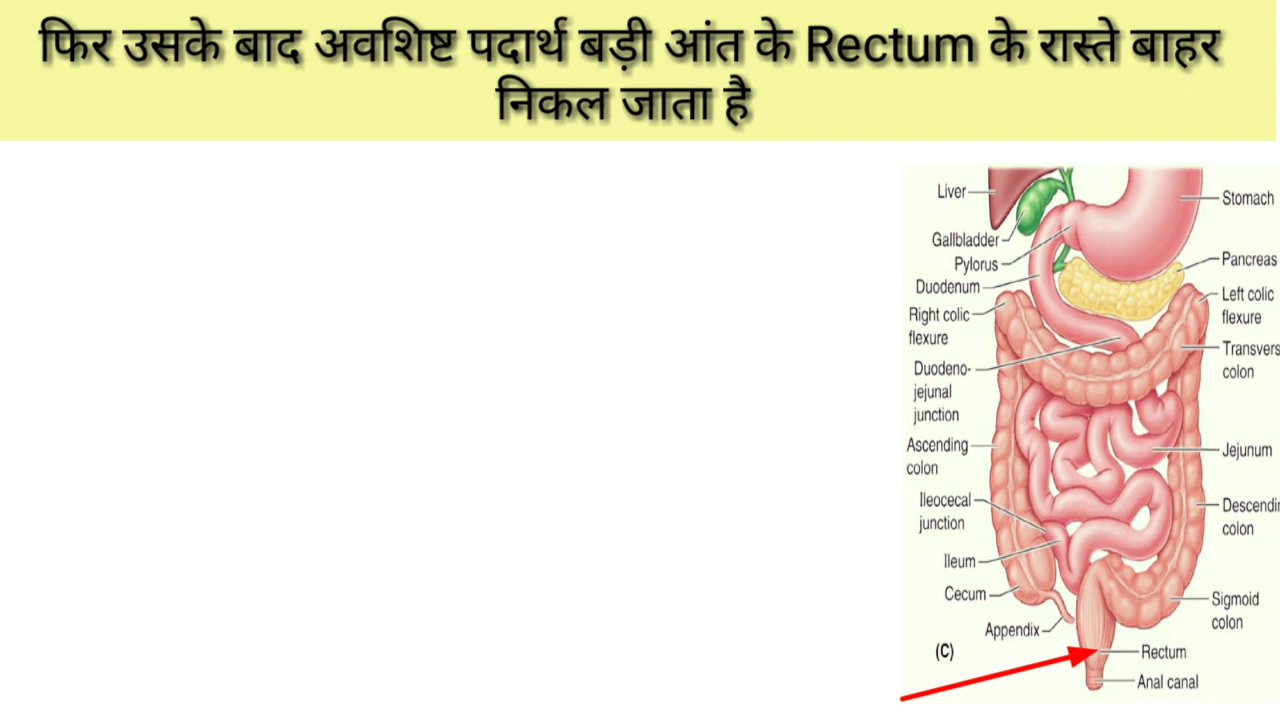 फिर उसके बाद अवशिष्ट पदार्थ बड़ी आंत के Rectum के रास्ते बाहर
निकल जाता है
Liver
Gallbladder
Pylorus
Duodenum
Right colic
flexure
Duodeno-
jejunal
junction
Ascending
colon
Ileocecal
junction
Ileum
Cecum
Appendix
(C)
Stomach
Pancreas
Left colic
flexure
Transvers
colon
Jejunum
Descendin
colon
Sigmoid
colon
Rectum
Anal canal